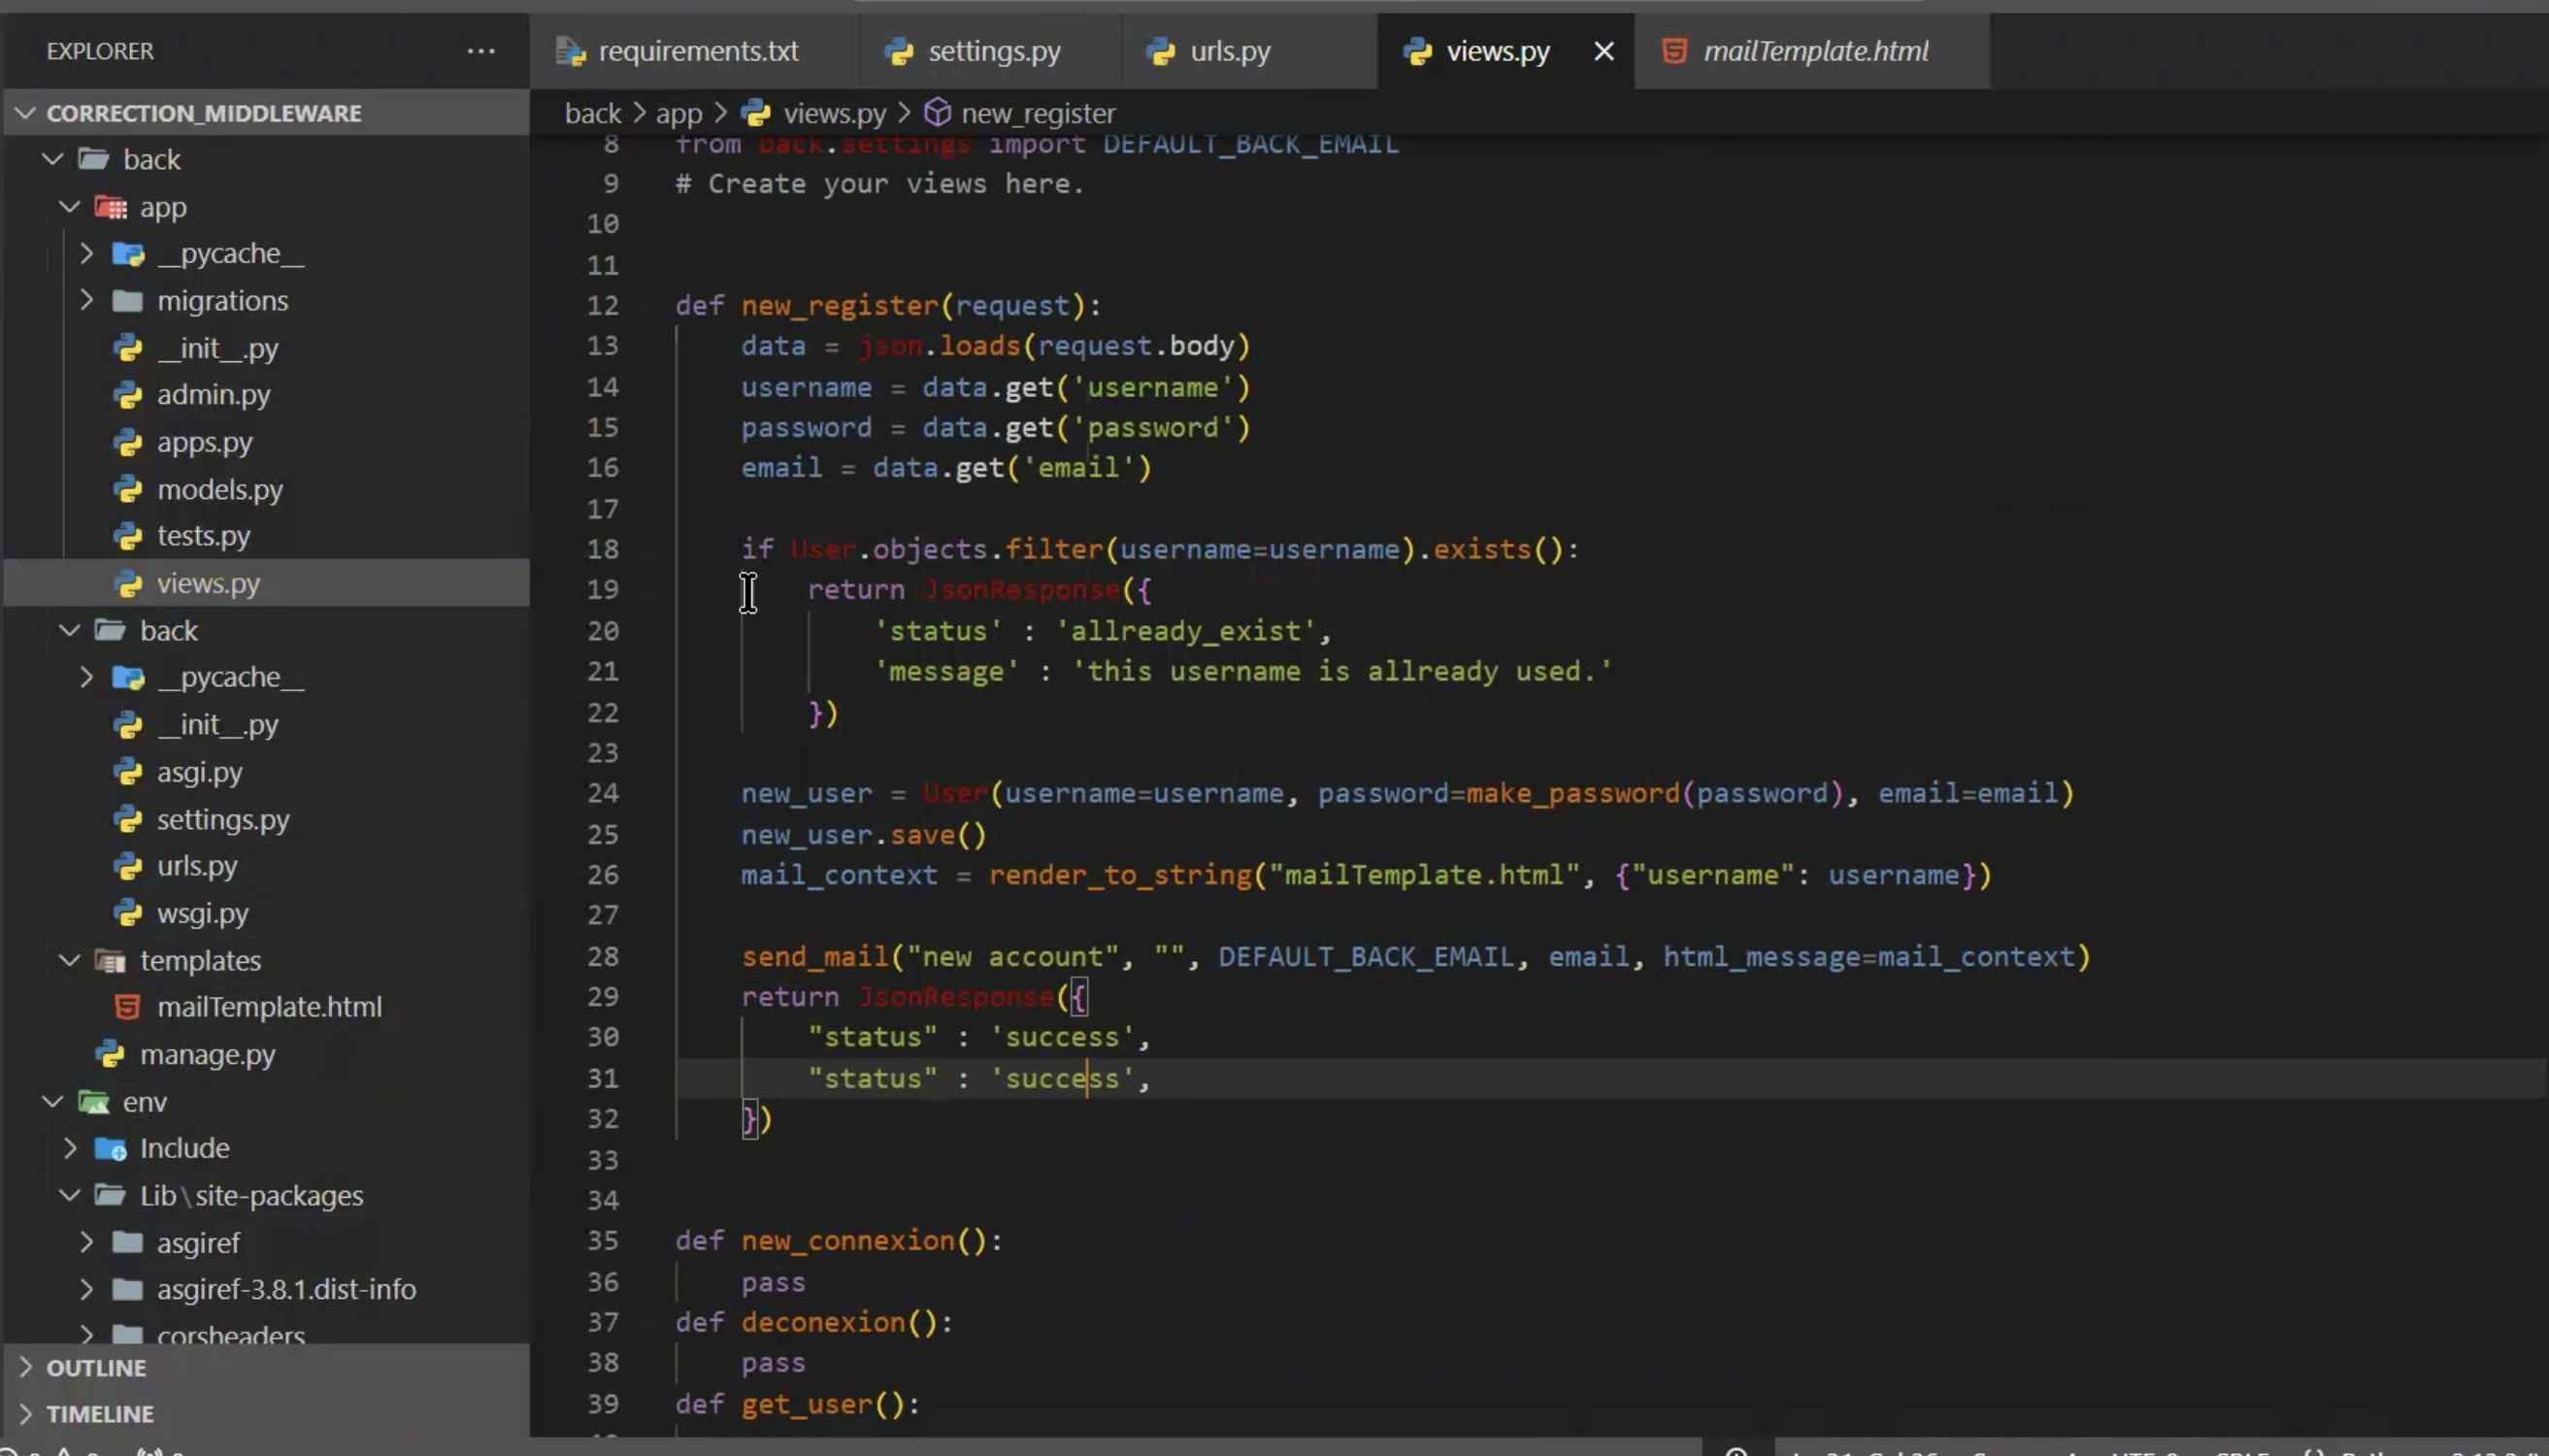 EXPLORER
···
requirements.txt
settings.py
urls.py
views.py
mailTemplate.html
CORRECTION_MIDDLEWARE
back
app
__pycache__
migrations
__init__.py
admin.py
apps.py
models.py
tests.py
views.py
back
__pycache__
__init__.py
asgi.py
settings.py
urls.py
wsgi.py
templates
mailTemplate.html
manage.py
env
Include
Lib\site-packages
asgiref
asgiref-3.8.1.dist-info
corsheaders
OUTLINE
TIMELINE
back > app > views.py > new_register
8 from back.settings import DEFAULT_BACK_EMAIL
9 # Create your views here.
10
11
12 def new_register(request):
13     data = json.loads(request.body)
14     username = data.get('username')
15     password = data.get('password')
16     email = data.get('email')
17
18     if User.objects.filter(username=username).exists():
19         return JsonResponse({
20             'status' : 'allready_exist',
21             'message' : 'this username is allready used.'
22         })
23
24     new_user = User(username=username, password=make_password(password), email=email)
25     new_user.save()
26     mail_context = render_to_string("mailTemplate.html", {"username": username})
27
28     send_mail("new account", "", DEFAULT_BACK_EMAIL, email, html_message=mail_context)
29     return JsonResponse({
30         "status" : 'success',
31         "status" : 'success',
32     })
33
34
35 def new_connexion():
36     pass
37 def deconexion():
38     pass
39 def get_user():